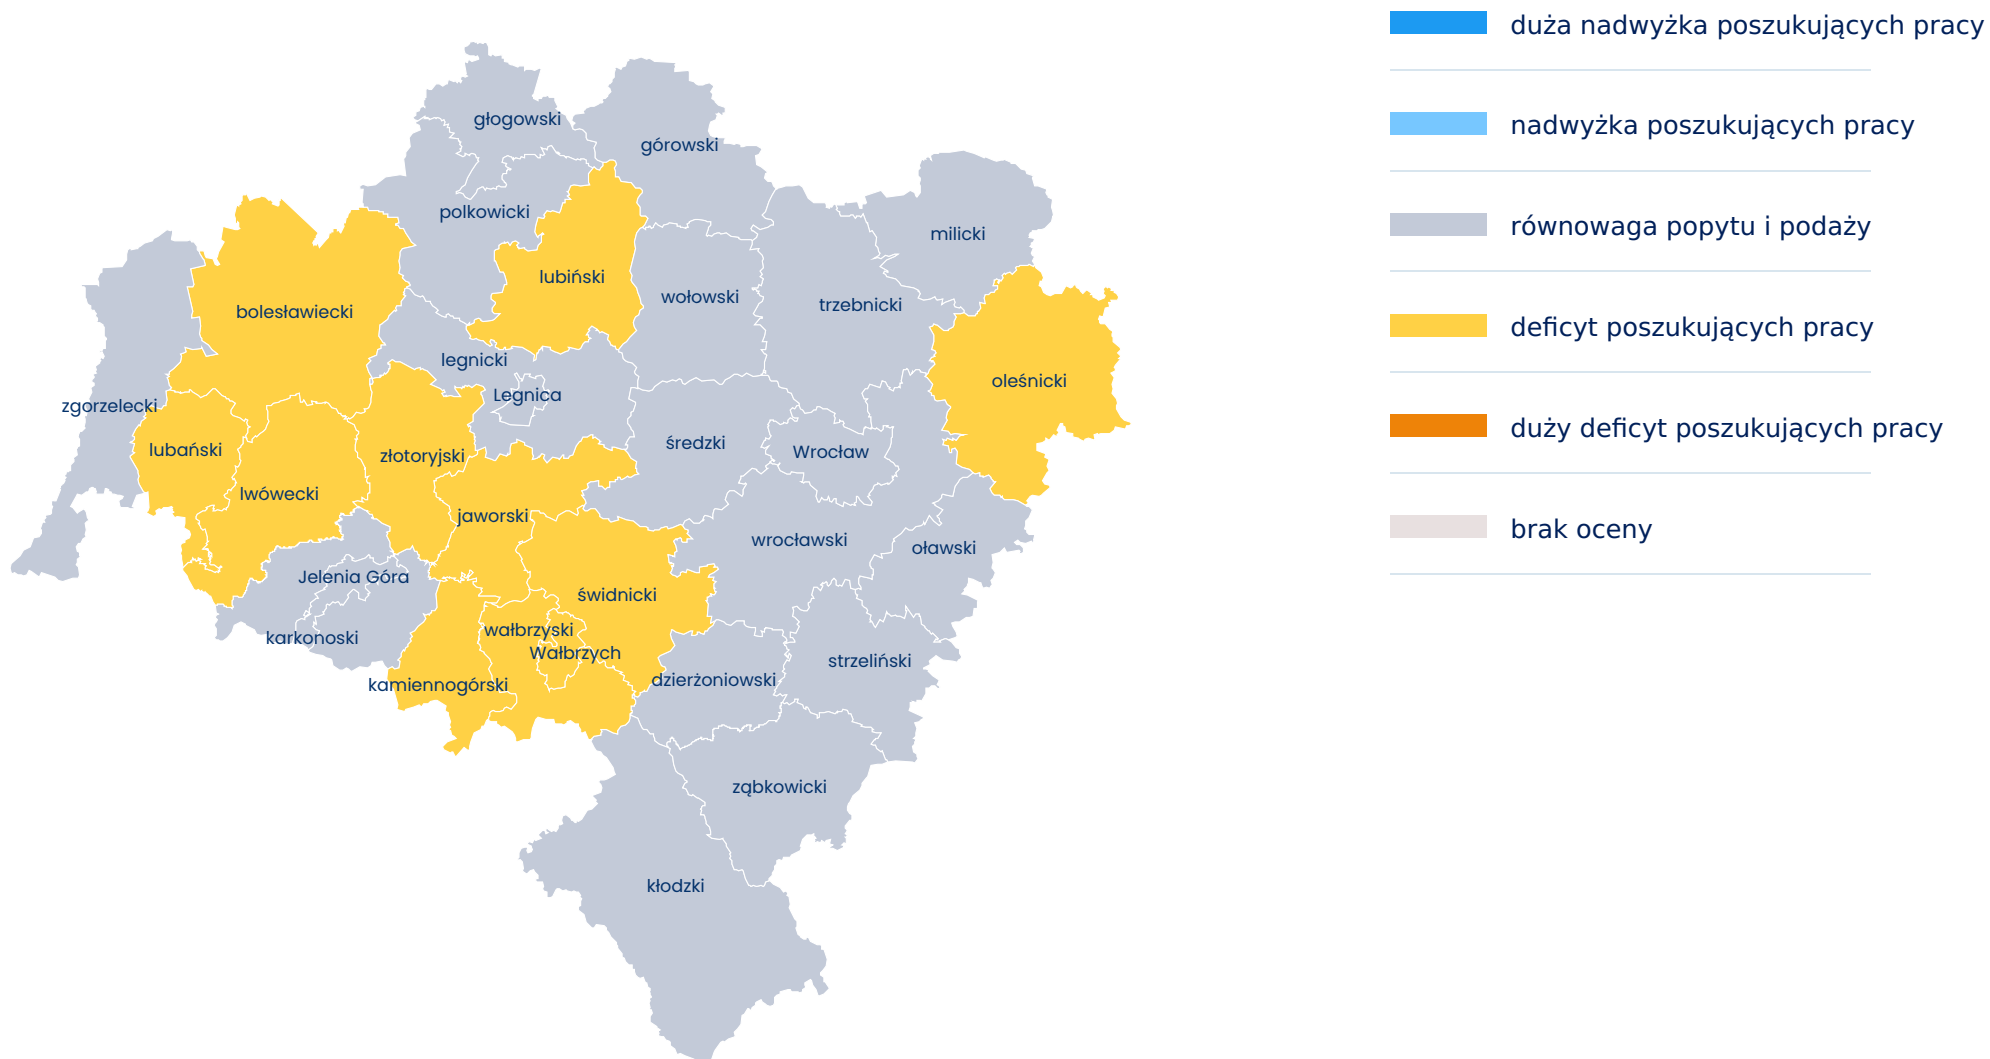 głogowski
górowski
polkowicki
milicki
lubiński
bolesławiecki
wołowski
trzebnicki
legnicki
oleśnicki
Legnica
zgorzelecki
lubański
złotoryjski
średzki
Wrocław
lwówecki
jaworski
wrocławski
oławski
Jelenia Góra
świdnicki
karkonoski
wałbrzyski
Wałbrzych
strzeliński
kamiennogórski
dzierżoniowski
ząbkowicki
kłodzki
duża nadwyżka poszukujących pracy
nadwyżka poszukujących pracy
równowaga popytu i podaży
deficyt poszukujących pracy
duży deficyt poszukujących pracy
brak oceny